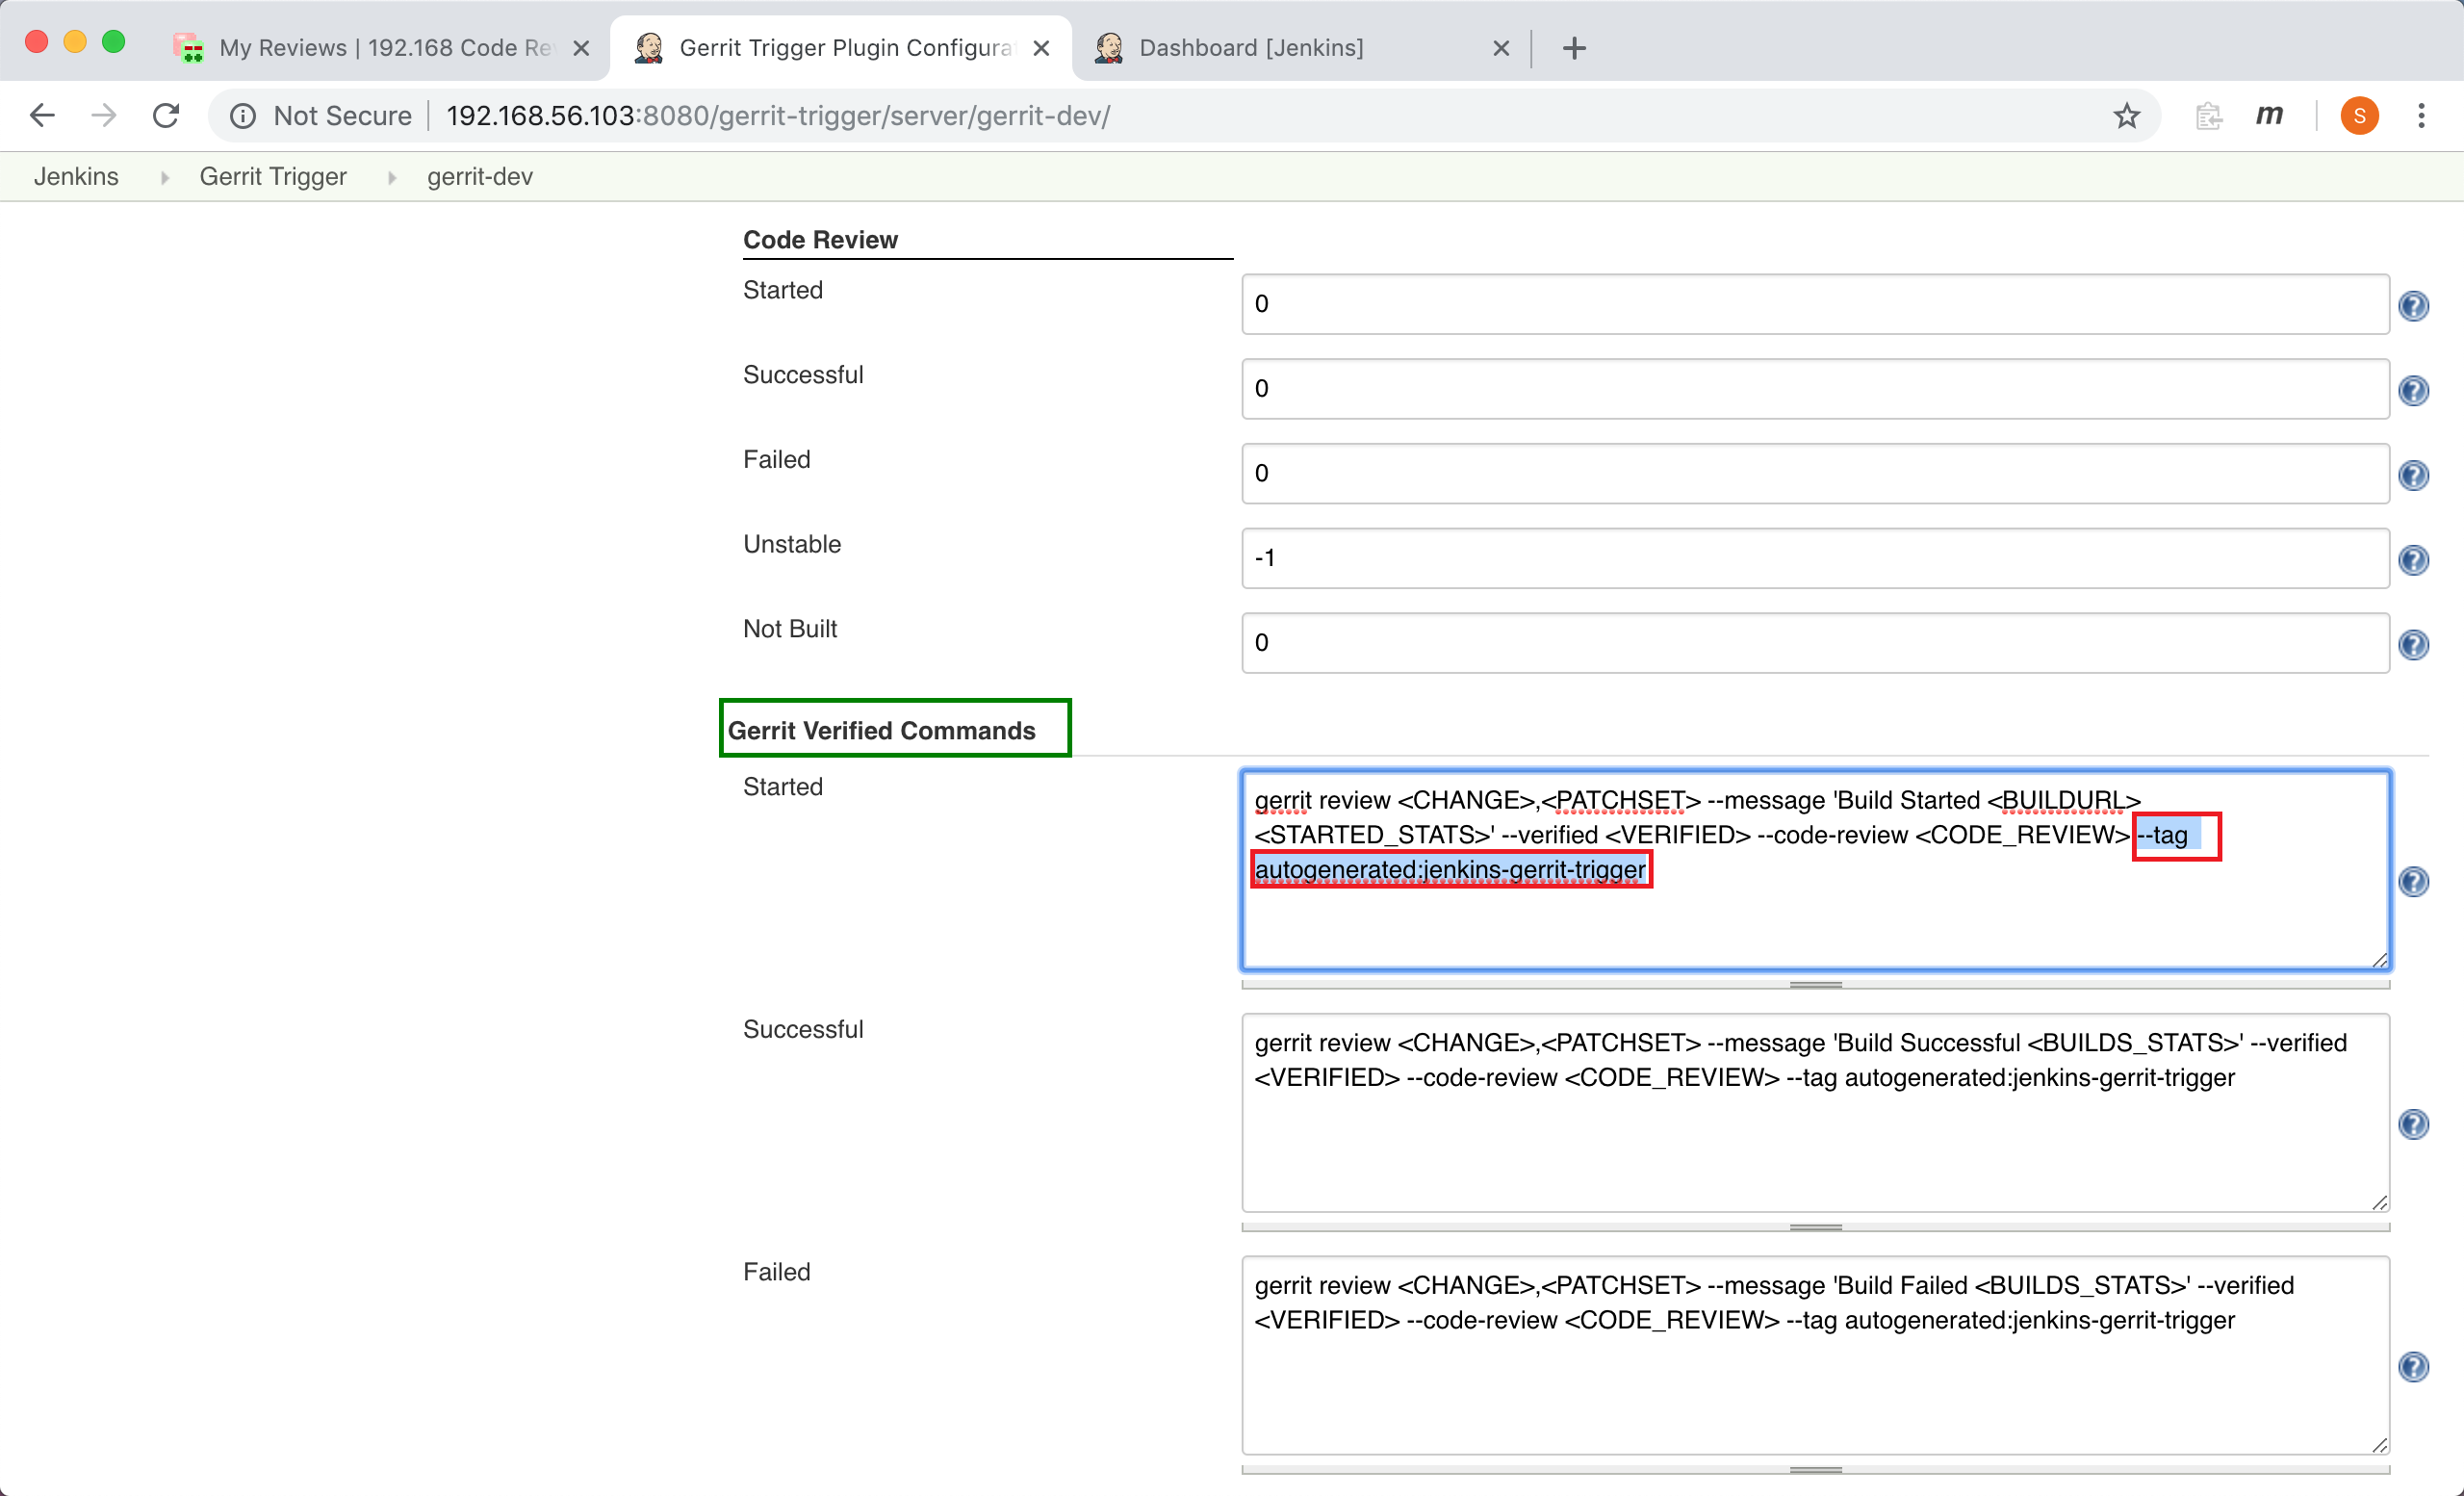 My Reviews | 192.168 Code Re
Gerrit Trigger Plugin Configura
Dashboard [Jenkins]
Not Secure
192.168.56.103:8080/gerrit-trigger/server/gerrit-dev/
m
S
Jenkins
Gerrit Trigger
gerrit-dev
Code Review
Started
0
Successful
0
Failed
0
Unstable
-1
Not Built
0
Gerrit Verified Commands
Started
gerrit review <CHANGE>,<PATCHSET> --message 'Build Started <BUILDURL>
<STARTED_STATS>' --verified <VERIFIED> --code-review <CODE_REVIEW> --tag
autogenerated:jenkins-gerrit-trigger
Successful
gerrit review <CHANGE>,<PATCHSET> --message 'Build Successful <BUILDS_STATS>' --verified
<VERIFIED> --code-review <CODE_REVIEW> --tag autogenerated:jenkins-gerrit-trigger
Failed
gerrit review <CHANGE>,<PATCHSET> --message 'Build Failed <BUILDS_STATS>' --verified
<VERIFIED> --code-review <CODE_REVIEW> --tag autogenerated:jenkins-gerrit-trigger